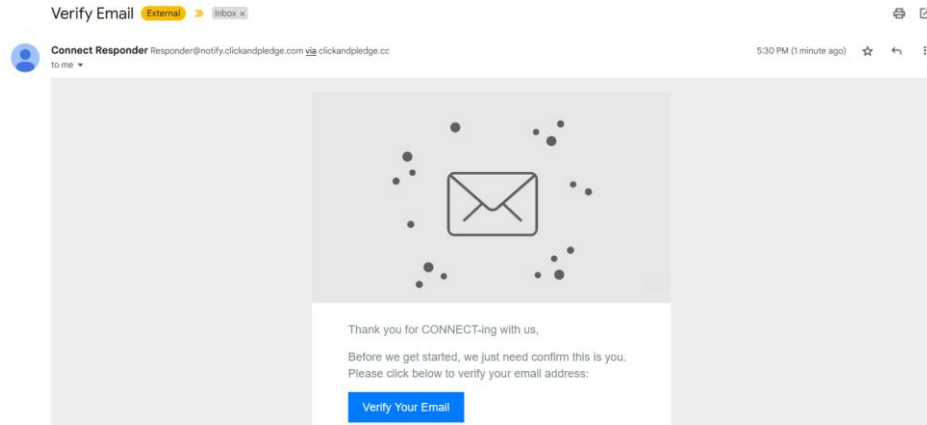 Verify Email External Inbox x
Connect Responder Responder@notify.clickandpledge.com via clickandpledge.cc 5:30 PM (1 minute ago)
to me
Thank you for CONNECT-ing with us,
Before we get started, we just need confirm this is you.
Please click below to verify your email address:
Verify Your Email